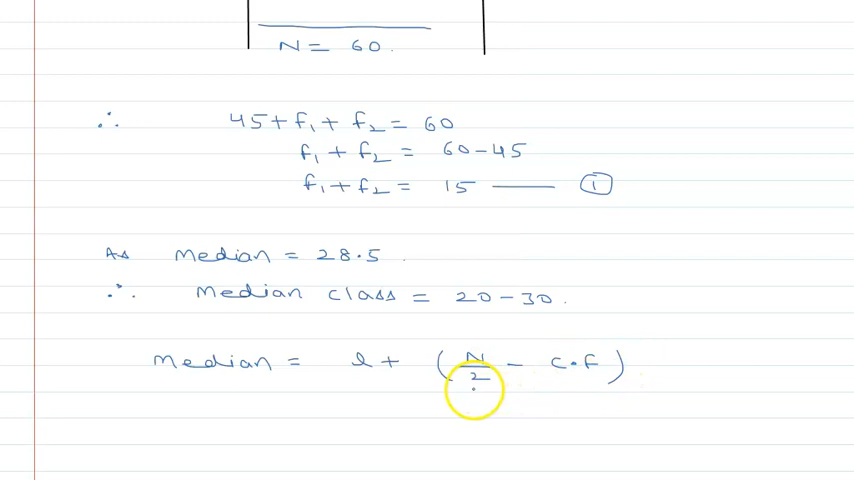 N = 60.
∴ 45 + f₁ + f₂ = 60
f₁ + f₂ = 60 - 45
f₁ + f₂ = 15 —— ①
As median = 28.5.
∴ Median class = 20 - 30.
Median = l + (N/2 - c.f)